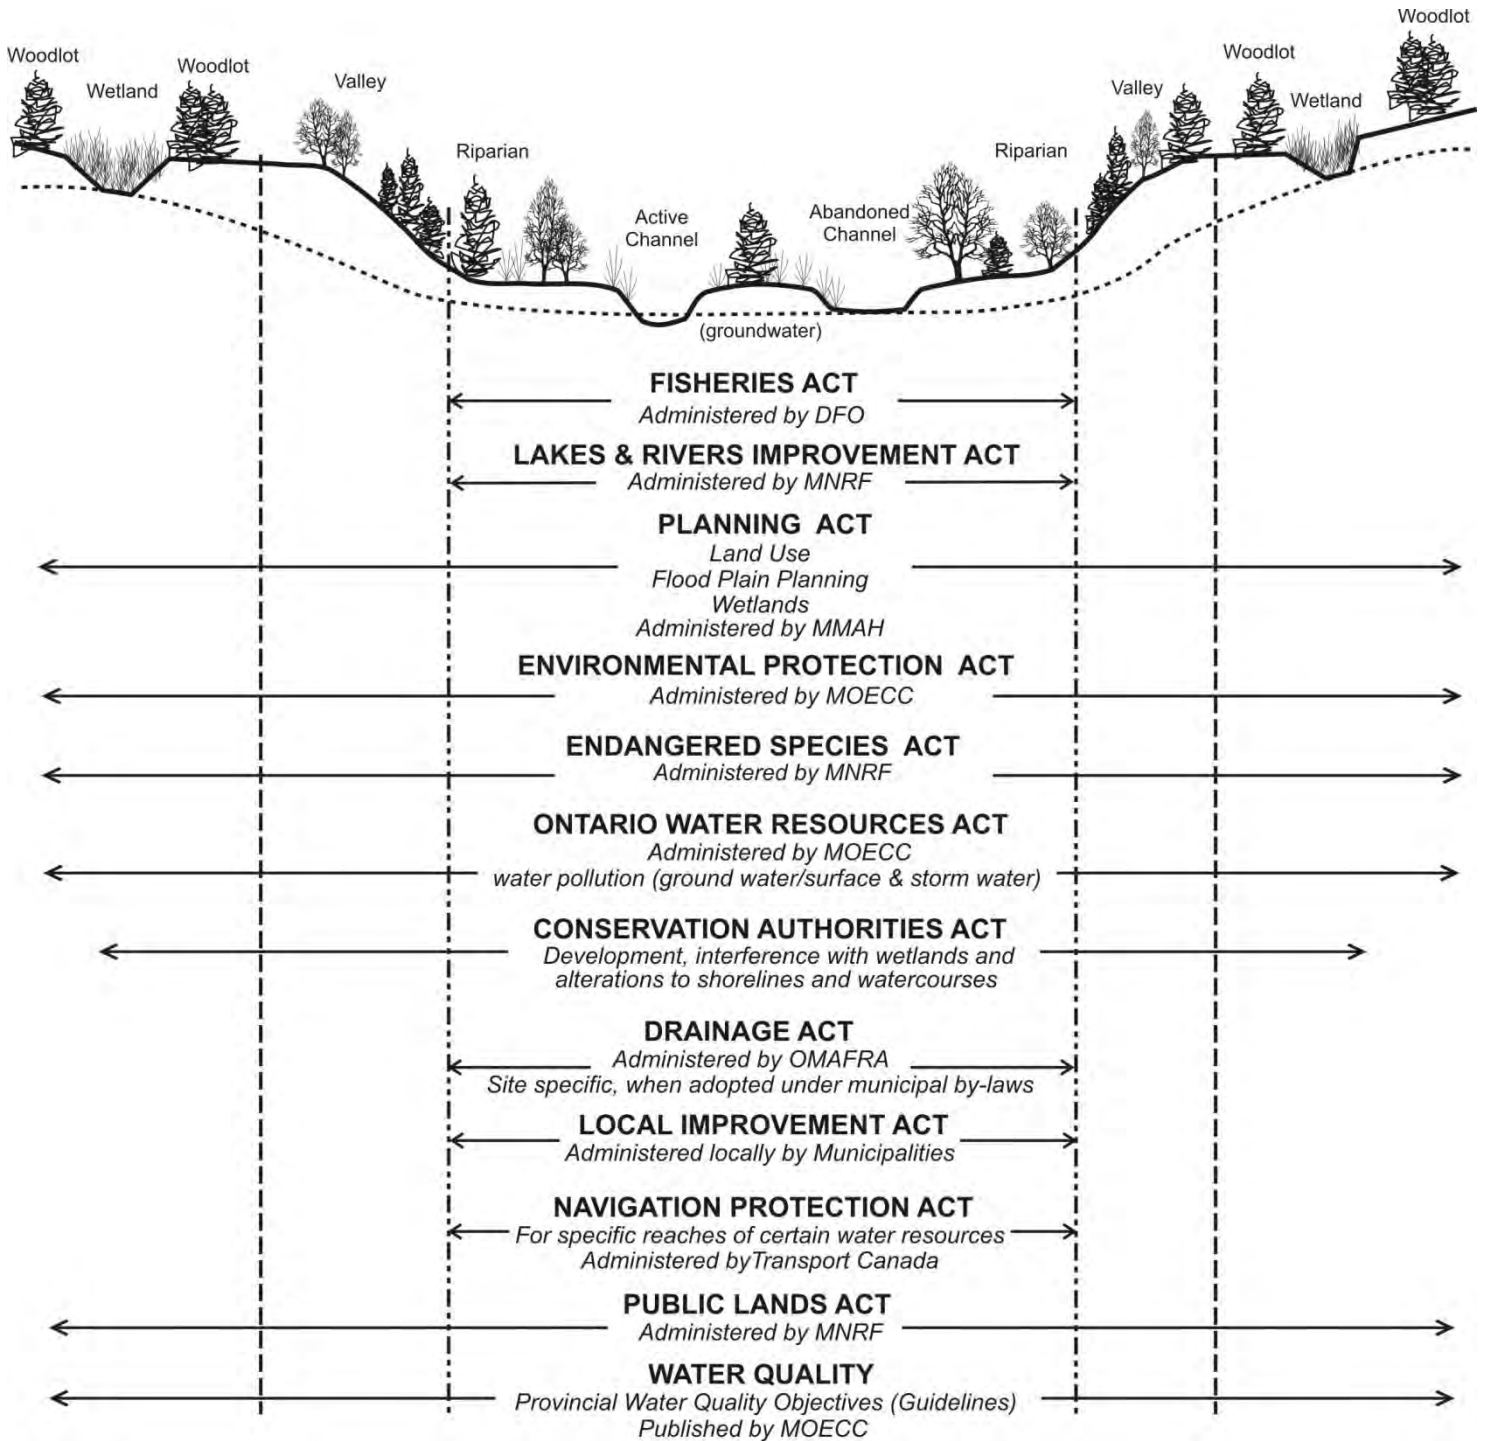 Woodlot
Woodlot
Wetland
Woodlot
Valley
Riparian
Active
Channel
Abandoned
Channel
Riparian
Valley
Woodlot
Wetland
(groundwater)
FISHERIES ACT
Administered by DFO
LAKES & RIVERS IMPROVEMENT ACT
Administered by MNRF
PLANNING ACT
Land Use
Flood Plain Planning
Wetlands
Administered by MMAH
ENVIRONMENTAL PROTECTION ACT
Administered by MOECC
ENDANGERED SPECIES ACT
Administered by MNRF
ONTARIO WATER RESOURCES ACT
Administered by MOECC
water pollution (ground water/surface & storm water)
CONSERVATION AUTHORITIES ACT
Development, interference with wetlands and
alterations to shorelines and watercourses
DRAINAGE ACT
Administered by OMAFRA
Site specific, when adopted under municipal by-laws
LOCAL IMPROVEMENT ACT
Administered locally by Municipalities
NAVIGATION PROTECTION ACT
For specific reaches of certain water resources
Administered byTransport Canada
PUBLIC LANDS ACT
Administered by MNRF
WATER QUALITY
Provincial Water Quality Objectives (Guidelines)
Published by MOECC